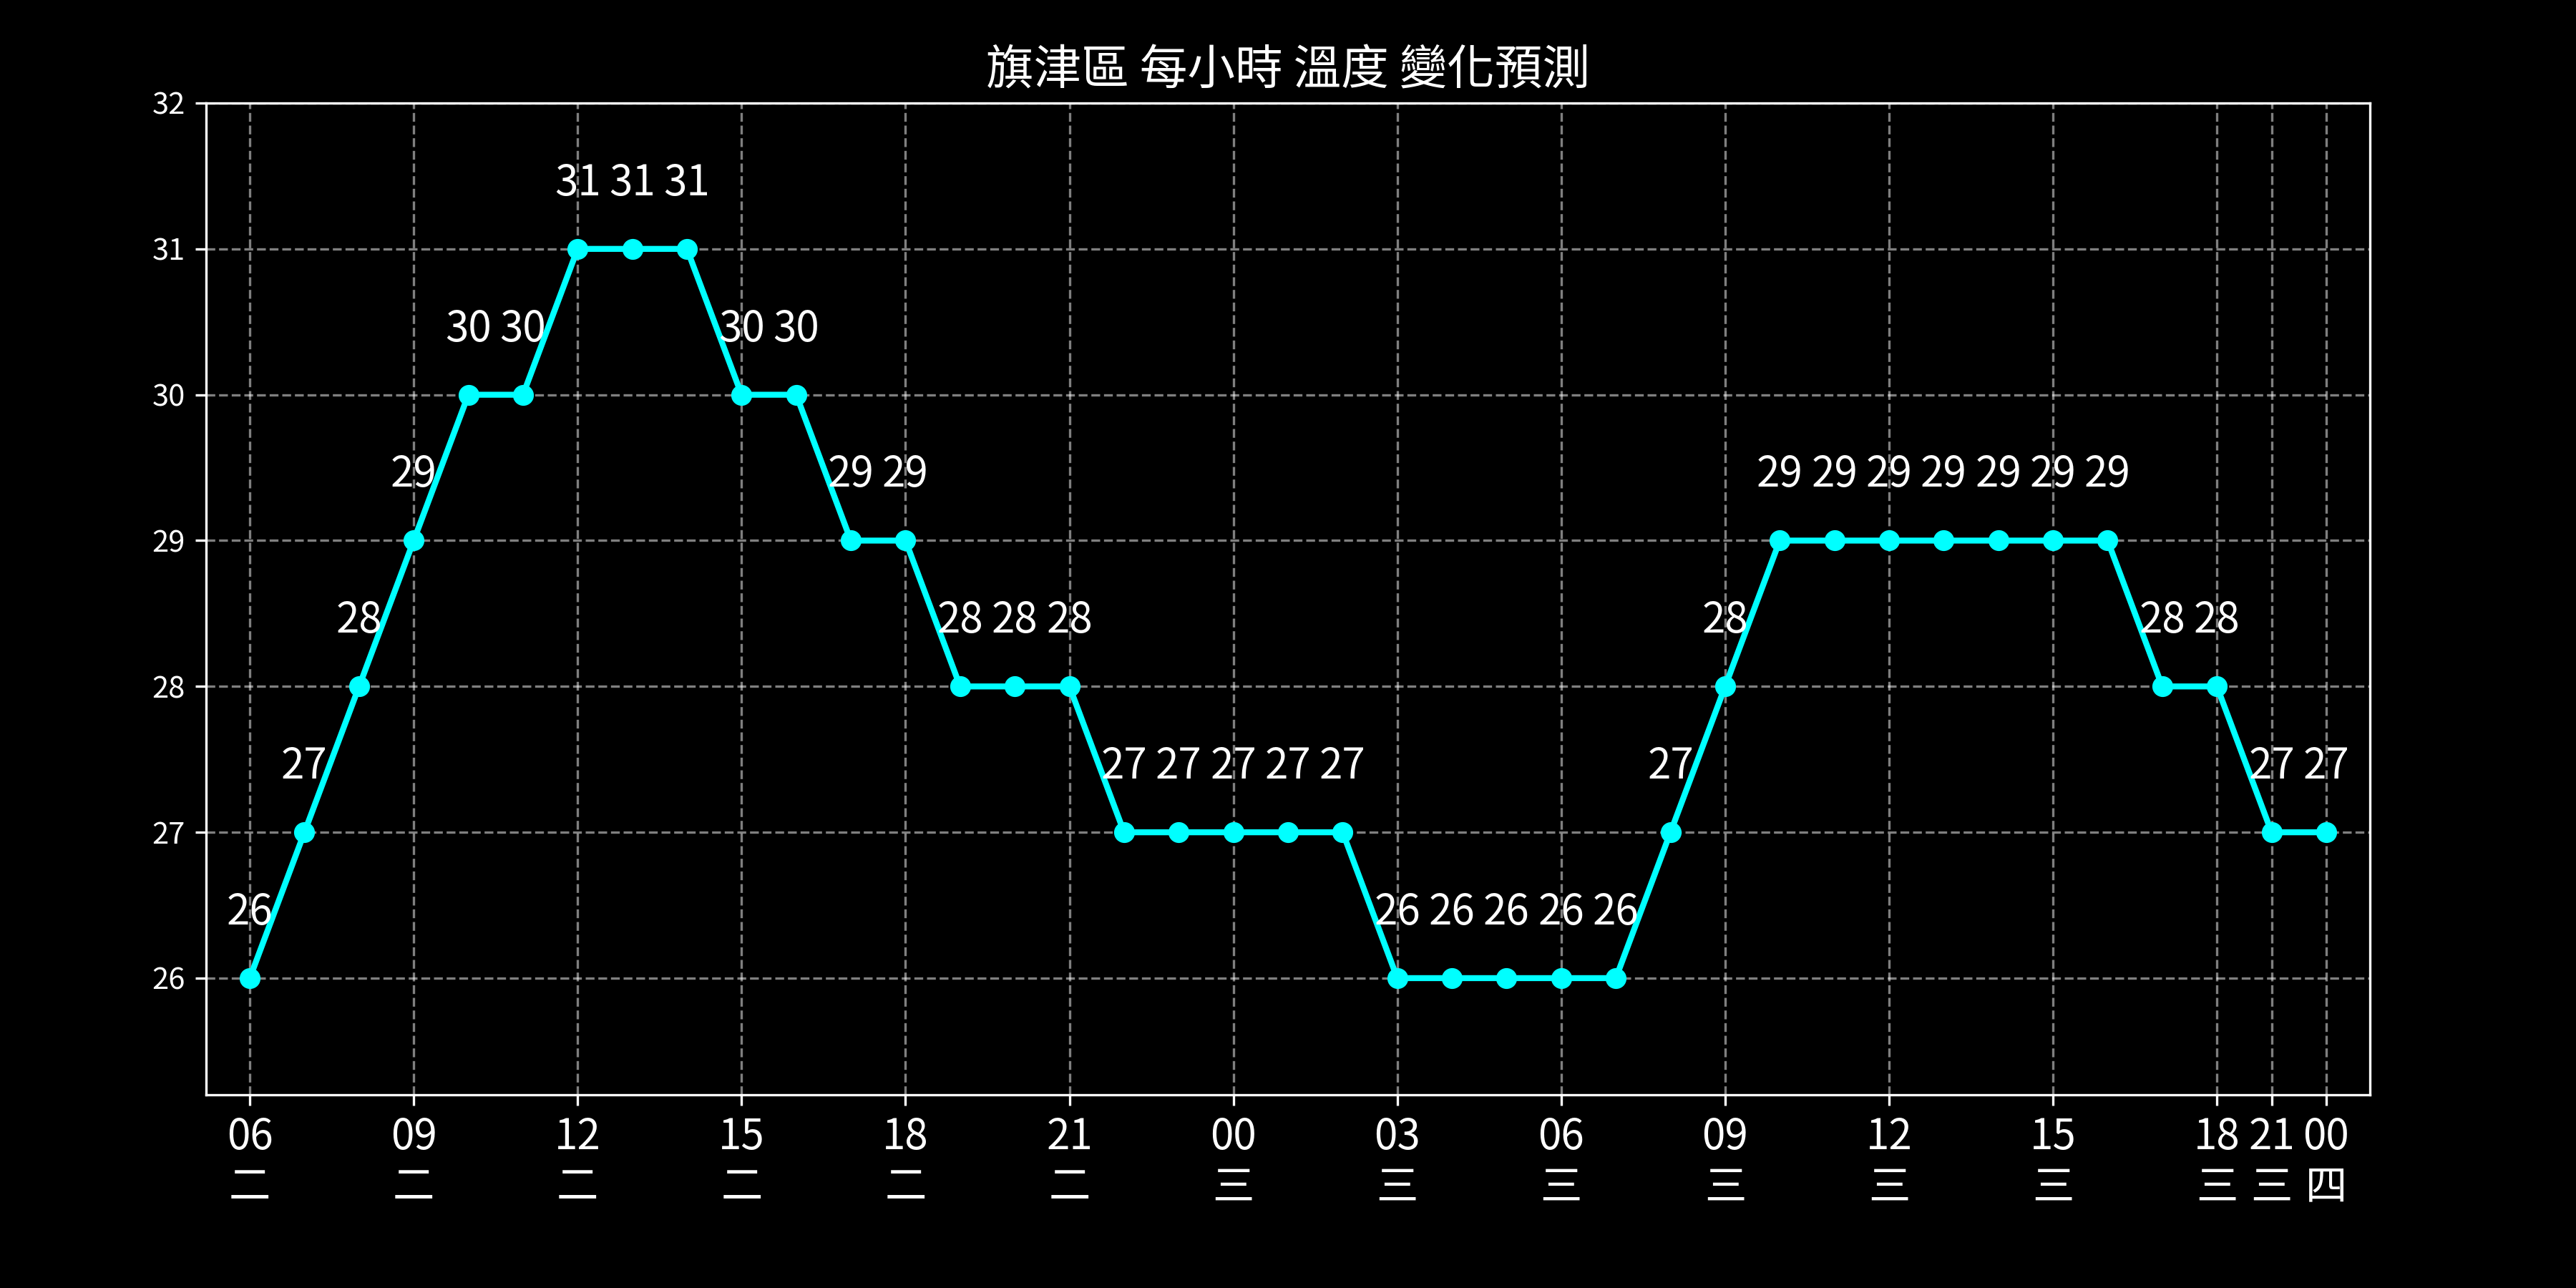 旗津區 每小時 溫度 變化預測
32
31 31 31
31
30 30 30 30
30
29 29 29 29 29 29 29 29 29 29
29
28 28 28 28 28 28 28
28
27 27 27 27 27 27 27 27 27
27
26 26 26 26 26 26
26
06 09 12 15 18 21 00 03 06 09 12 15 18 21 00
二 二 二 二 二 二 三 三 三 三 三 三 三 三 四